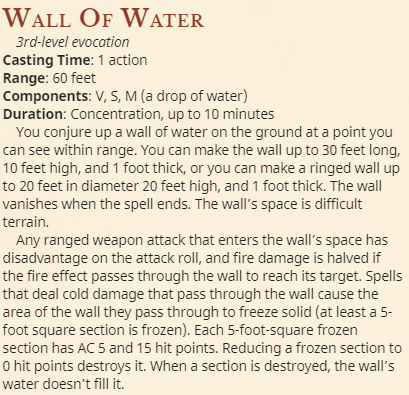 Wall Of Water
3rd-level evocation
Casting Time: 1 action
Range: 60 feet
Components: V, S, M (a drop of water)
Duration: Concentration, up to 10 minutes
You conjure up a wall of water on the ground at a point you
can see within range. You can make the wall up to 30 feet long,
10 feet high, and 1 foot thick, or you can make a ringed wall up
to 20 feet in diameter 20 feet high, and 1 foot thick. The wall
vanishes when the spell ends. The wall’s space is difficult
terrain.
Any ranged weapon attack that enters the wall’s space has
disadvantage on the attack roll, and fire damage is halved if
the fire effect passes through the wall to reach its target. Spells
that deal cold damage that pass through the wall cause the
area of the wall they pass through to freeze solid (at least a 5-
foot square section is frozen). Each 5-foot-square frozen
section has AC 5 and 15 hit points. Reducing a frozen section to
0 hit points destroys it. When a section is destroyed, the wall’s
water doesn’t fill it.